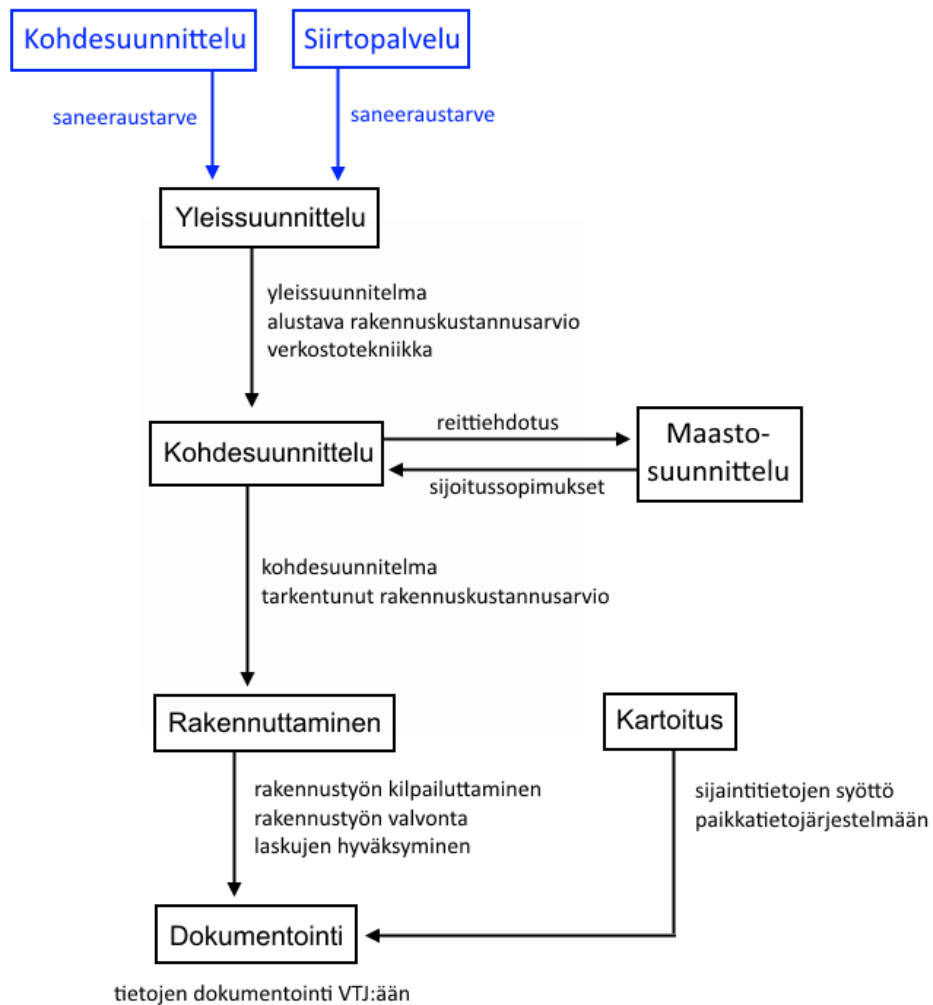 Kohdesuunnittelu
Siirtopalvelu
saneeraustarve
saneeraustarve
Yleissuunnittelu
yleissuunnitelma
alustava rakennuskustannusarvio
verkostotekniikka
Kohdesuunnittelu
reittiehdotus
sijoitussopimukset
Maasto-
suunnittelu
kohdesuunnitelma
tarkentunut rakennuskustannusarvio
Rakennuttaminen
Kartoitus
rakennustyön kilpailuttaminen
rakennustyön valvonta
laskujen hyväksyminen
sijaintitietojen syöttö
paikkatietojärjestelmään
Dokumentointi
tietojen dokumentointi VTJ:ään